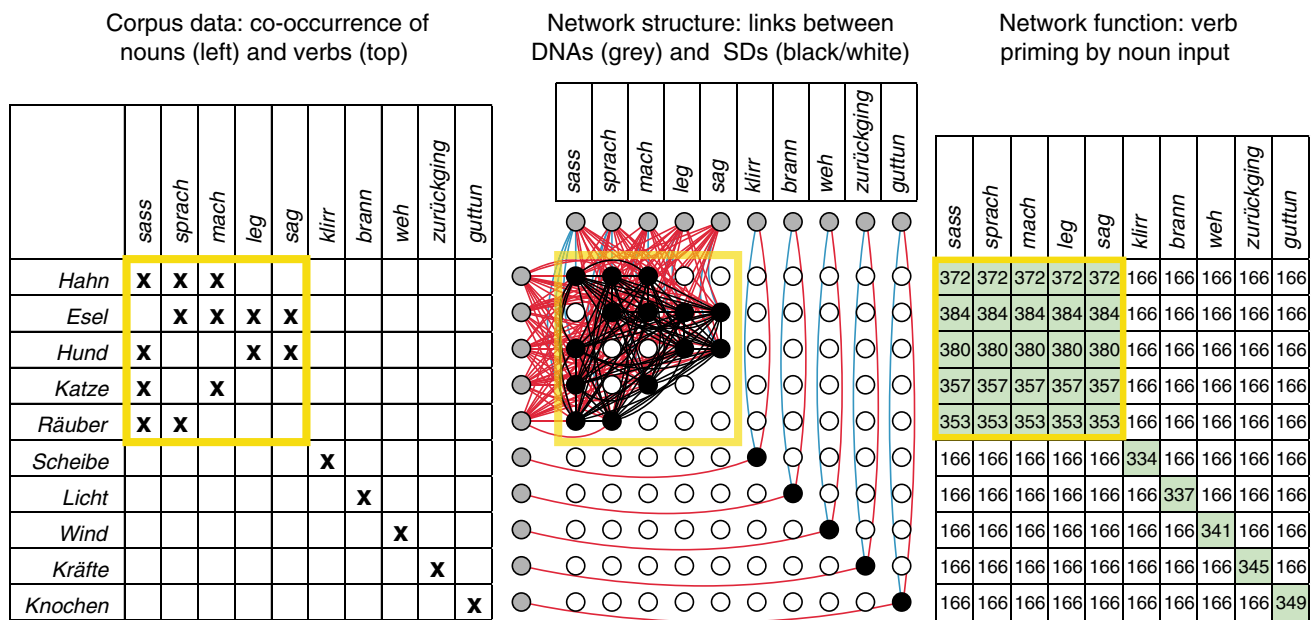 Corpus data: co-occurrence of
nouns (left) and verbs (top)
Network structure: links between
DNAs (grey) and SDs (black/white)
Network function: verb
priming by noun input
sass sprach mach leg sag klirr brann weh zurückging guttun
Hahn X X X
Esel X X X X
Hund X X X
Katze X X
Räuber X X
Scheibe X
Licht X
Wind X
Kräfte X
Knochen X
sass sprach mach leg sag klirr brann weh zurückging guttun
sass sprach mach leg sag klirr brann weh zurückging guttun
372 372 372 372 372 166 166 166 166 166
384 384 384 384 384 166 166 166 166 166
380 380 380 380 380 166 166 166 166 166
357 357 357 357 357 166 166 166 166 166
353 353 353 353 353 166 166 166 166 166
166 166 166 166 166 334 166 166 166 166
166 166 166 166 166 166 337 166 166 166
166 166 166 166 166 166 166 341 166 166
166 166 166 166 166 166 166 166 345 166
166 166 166 166 166 166 166 166 166 349